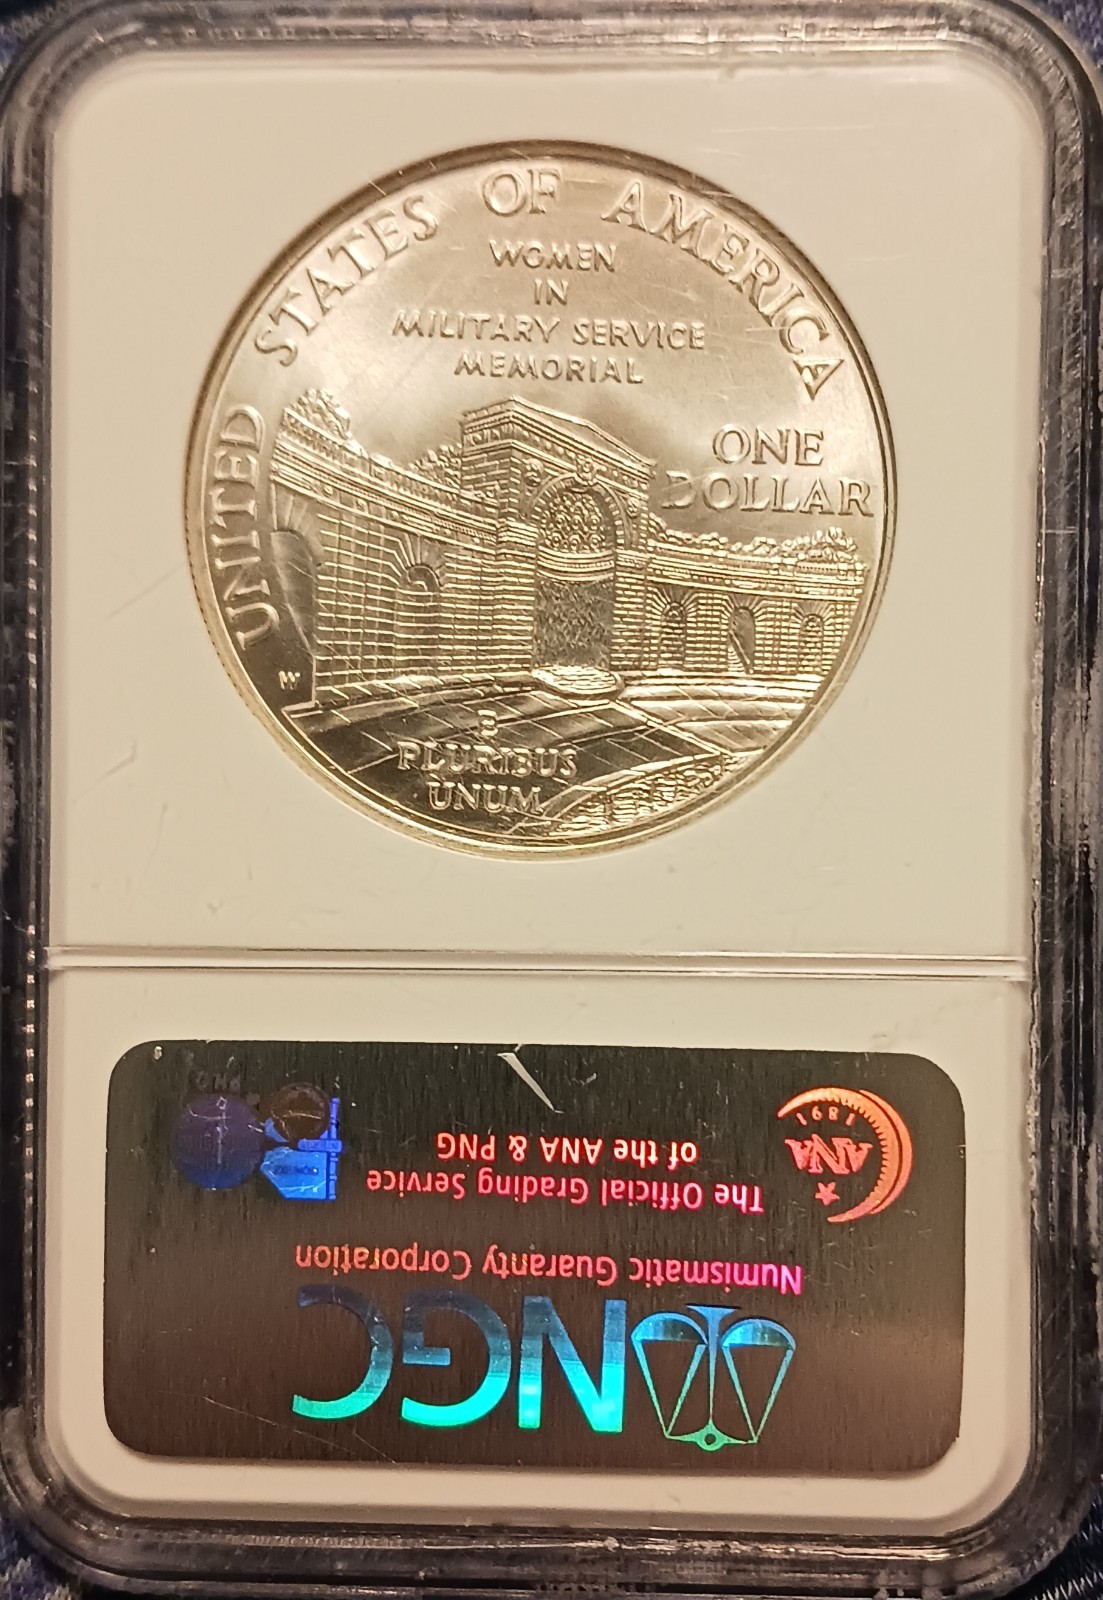 UNITED STATES OF AMERICA
WOMEN
IN
MILITARY SERVICE
MEMORIAL
ONE
DOLLAR
W
E
PLURIBUS
UNUM
NGC
Numismatic Guaranty Corporation
The Official Grading Service
of the ANA & PNG
ANA
1891
PNG